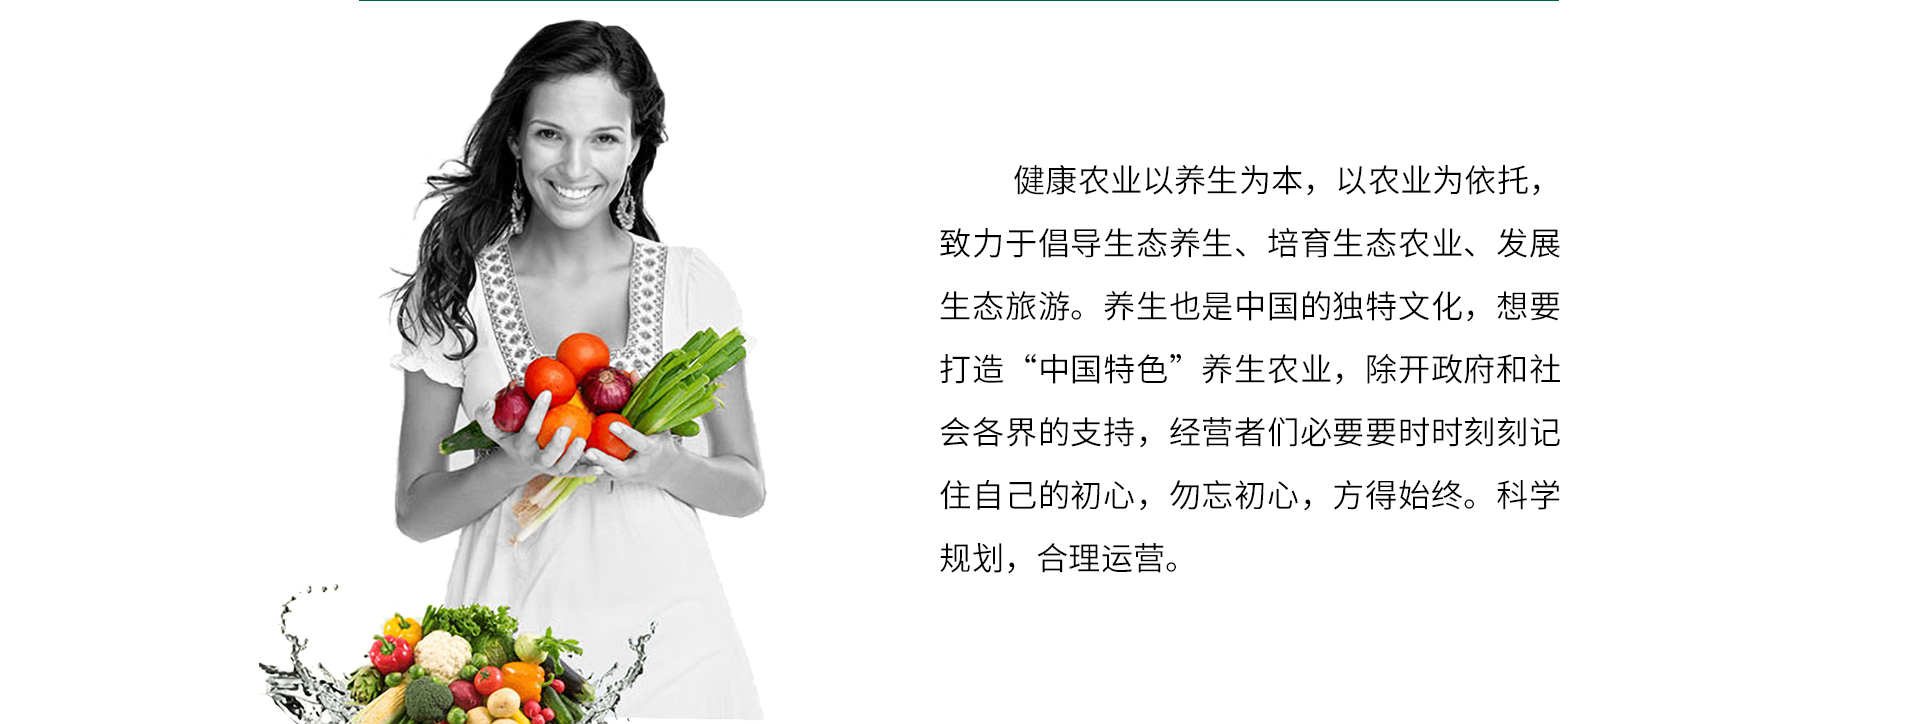 健康农业以养生为本，以农业为依托，
致力于倡导生态养生、培育生态农业、发展
生态旅游。养生也是中国的独特文化，想要
打造“中国特色”养生农业，除开政府和社
会各界的支持，经营者们必要要时时刻刻记
住自己的初心，勿忘初心，方得始终。科学
规划，合理运营。